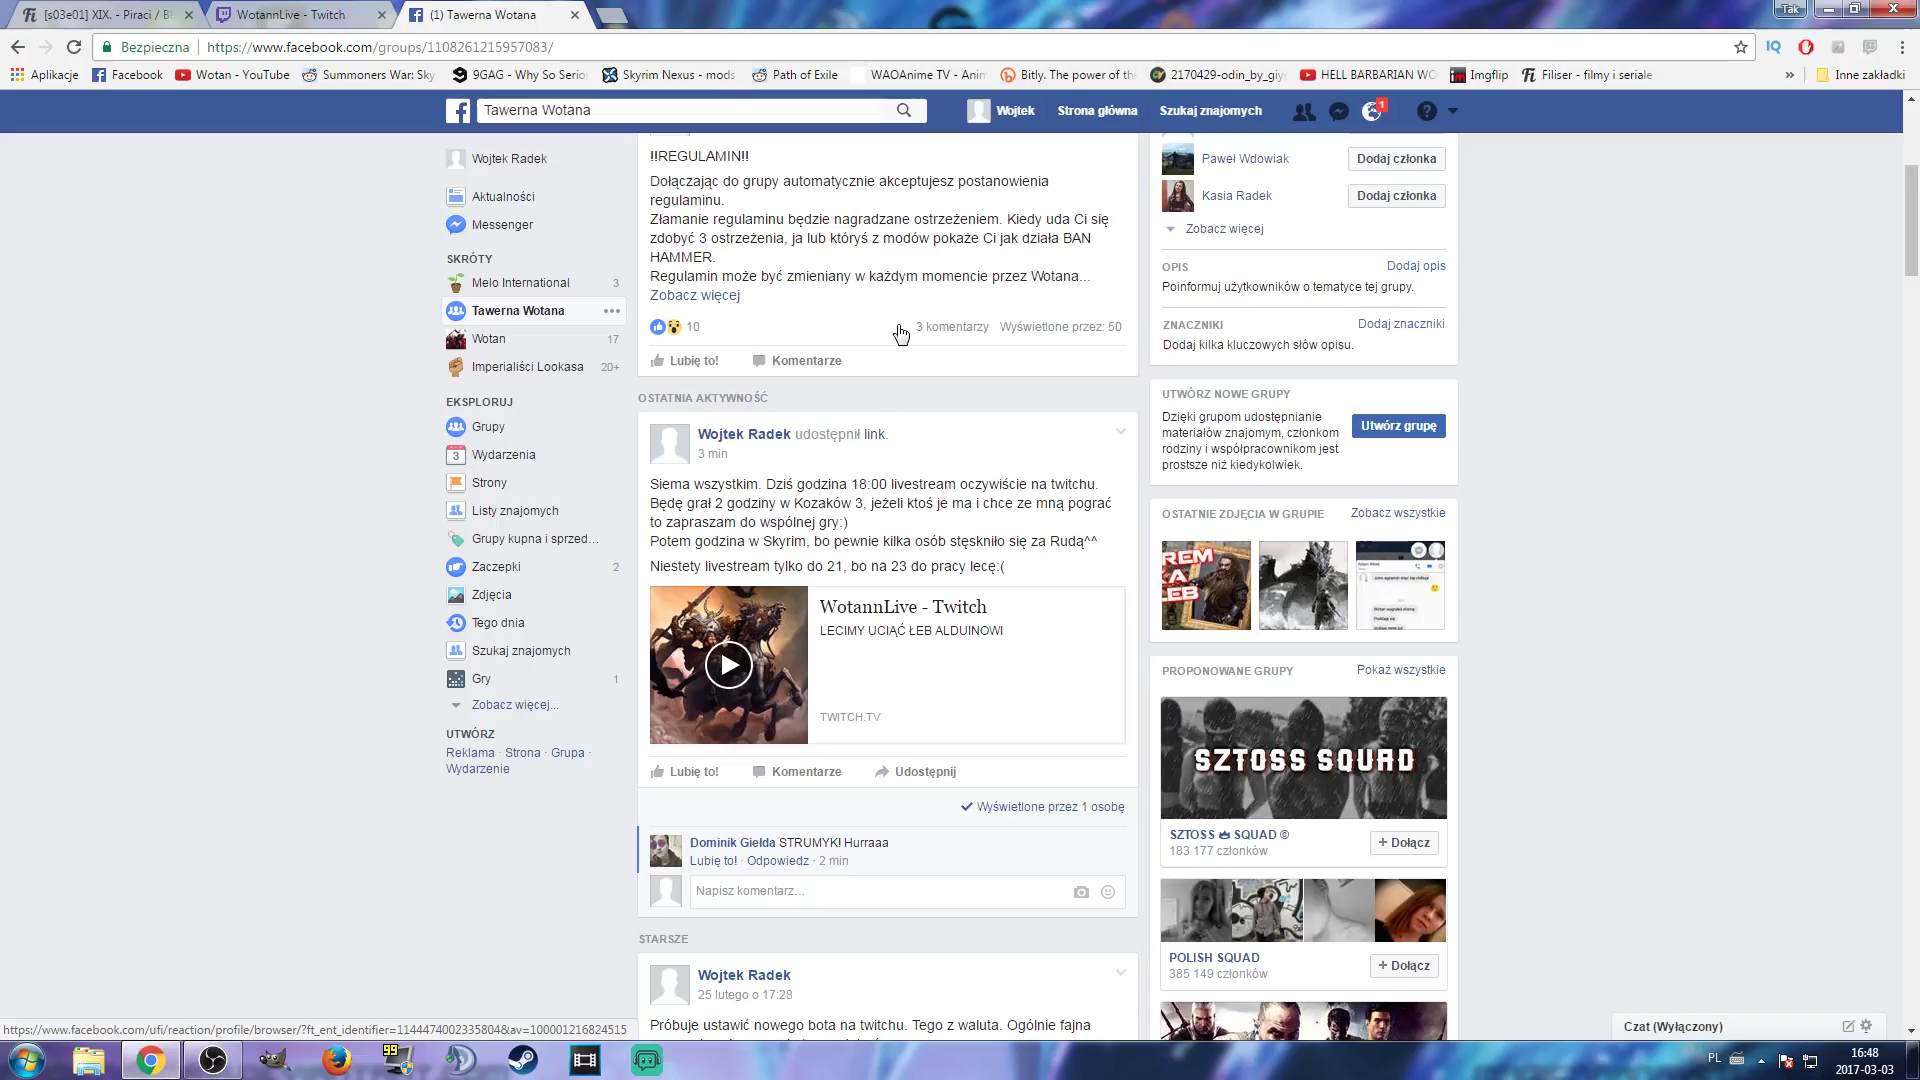 [s03e01] XIX. - Piraci / Bl
WotannLive - Twitch
(1) Tawerna Wotana
Tak
Bezpieczna
https://www.facebook.com/groups/1108261215957083/
IQ
Aplikacje
Facebook
Wotan - YouTube
Summoners War: Sky
9GAG - Why So Serio
Skyrim Nexus - mods
Path of Exile
WAOAnime TV - Anim
Bitly. The power of the
2170429-odin_by_giy
HELL BARBARIAN WO
Imgflip
Filiser - filmy i seriale
»
Inne zakładki
Tawerna Wotana
Wojtek
Strona główna
Szukaj znajomych
1
Wojtek Radek
Aktualności
Messenger
SKRÓTY
Melo International 3
Tawerna Wotana
Wotan 17
Imperialiści Lookasa 20+
EKSPLORUJ
Grupy
Wydarzenia
Strony
Listy znajomych
Grupy kupna i sprzed...
Zaczepki 2
Zdjęcia
Tego dnia
Szukaj znajomych
Gry 1
Zobacz więcej...
UTWÓRZ
Reklama · Strona · Grupa ·
Wydarzenie
!!REGULAMIN!!
Dołączając do grupy automatycznie akceptujesz postanowienia
regulaminu.
Złamanie regulaminu będzie nagradzane ostrzeżeniem. Kiedy uda Ci się
zdobyć 3 ostrzeżenia, ja lub któryś z modów pokaże Ci jak działa BAN
HAMMER.
Regulamin może być zmieniany w każdym momencie przez Wotana...
Zobacz więcej
10
3 komentarzy Wyświetlone przez: 50
Lubię to! Komentarze
OSTATNIA AKTYWNOŚĆ
Wojtek Radek udostępnił link.
3 min
Siema wszystkim. Dziś godzina 18:00 livestream oczywiście na twitchu.
Będę grał 2 godziny w Kozaków 3, jeżeli ktoś je ma i chce ze mną pograć
to zapraszam do wspólnej gry:)
Potem godzina w Skyrim, bo pewnie kilka osób stęskniło się za Rudą^^
Niestety livestream tylko do 21, bo na 23 do pracy lecę:(
WotannLive - Twitch
LECIMY UCIĄĆ ŁEB ALDUINOWI
TWITCH.TV
Lubię to! Komentarze Udostępnij
Wyświetlone przez 1 osobę
Dominik Giełda STRUMYK! Hurraaa
Lubię to! · Odpowiedz · 2 min
Napisz komentarz...
STARSZE
Wojtek Radek
25 lutego o 17:28
Próbuje ustawić nowego bota na twitchu. Tego z waluta. Ogólnie fajna
Paweł Wdowiak
Dodaj członka
Kasia Radek
Dodaj członka
Zobacz więcej
OPIS
Dodaj opis
Poinformuj użytkowników o tematyce tej grupy.
ZNACZNIKI
Dodaj znaczniki
Dodaj kilka kluczowych słów opisu.
UTWÓRZ NOWE GRUPY
Dzięki grupom udostępnianie
materiałów znajomym, członkom
rodziny i współpracownikom jest
prostsze niż kiedykolwiek.
Utwórz grupę
OSTATNIE ZDJĘCIA W GRUPIE
Zobacz wszystkie
PROPONOWANE GRUPY
Pokaż wszystkie
SZTOSS SQUAD
SZTOSS SQUAD ©
183 177 członków
+ Dołącz
POLISH SQUAD
385 149 członków
+ Dołącz
Czat (Wyłączony)
https://www.facebook.com/ufi/reaction/profile/browser/?ft_ent_identifier=1144474002335804&av=100001216824515
99
PL
16:48
2017-03-03